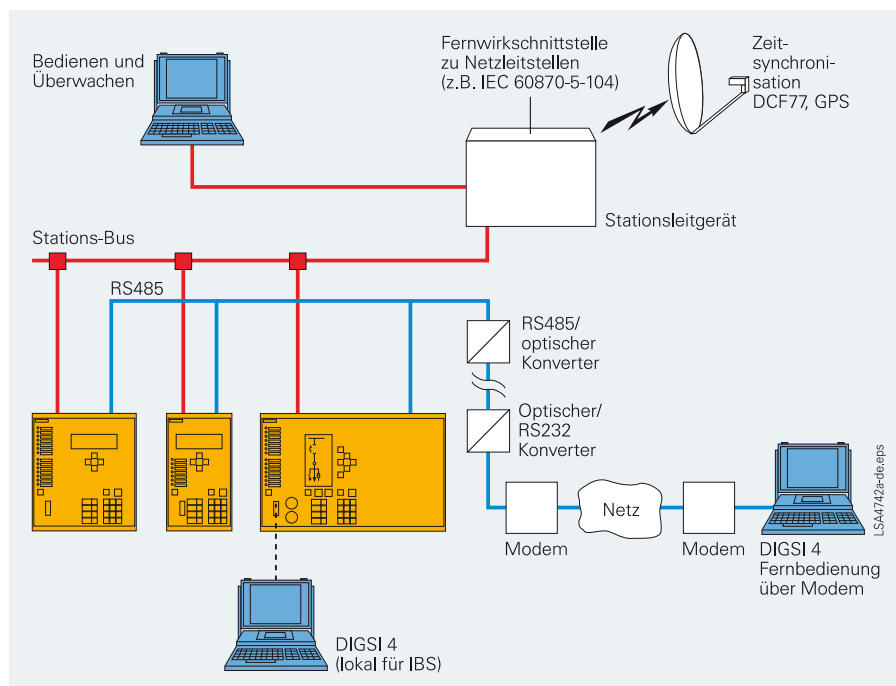 Bedienen und
Überwachen
Fernwirkschnittstelle
zu Netzleitstellen
(z.B. IEC 60870-5-104)
Zeit-
synchroni-
sation
DCF77, GPS
Stationsleitgerät
Stations-Bus
RS485
RS485/
optischer
Konverter
Optischer/
RS232
Konverter
Netz
Modem
Modem
DIGSI 4
Fernbedienung
über Modem
DIGSI 4
(lokal für IBS)
LSA4742a-de.eps